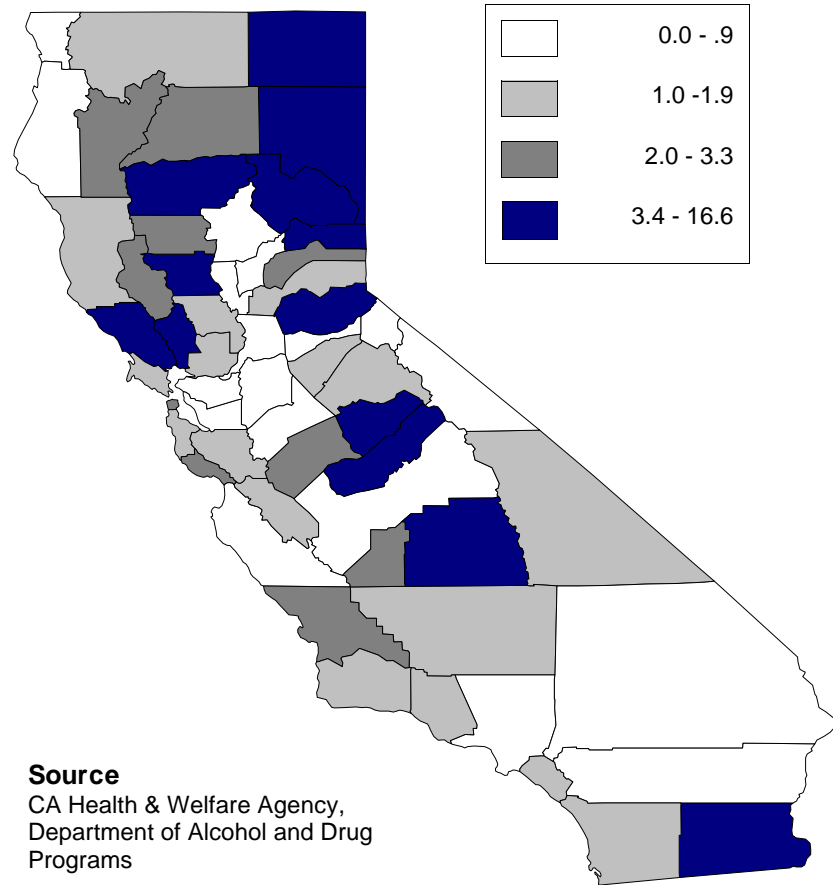 0.0 - .9
1.0 -1.9
2.0 - 3.3
3.4 - 16.6
Source
CA Health & Welfare Agency,
Department of Alcohol and Drug
Programs